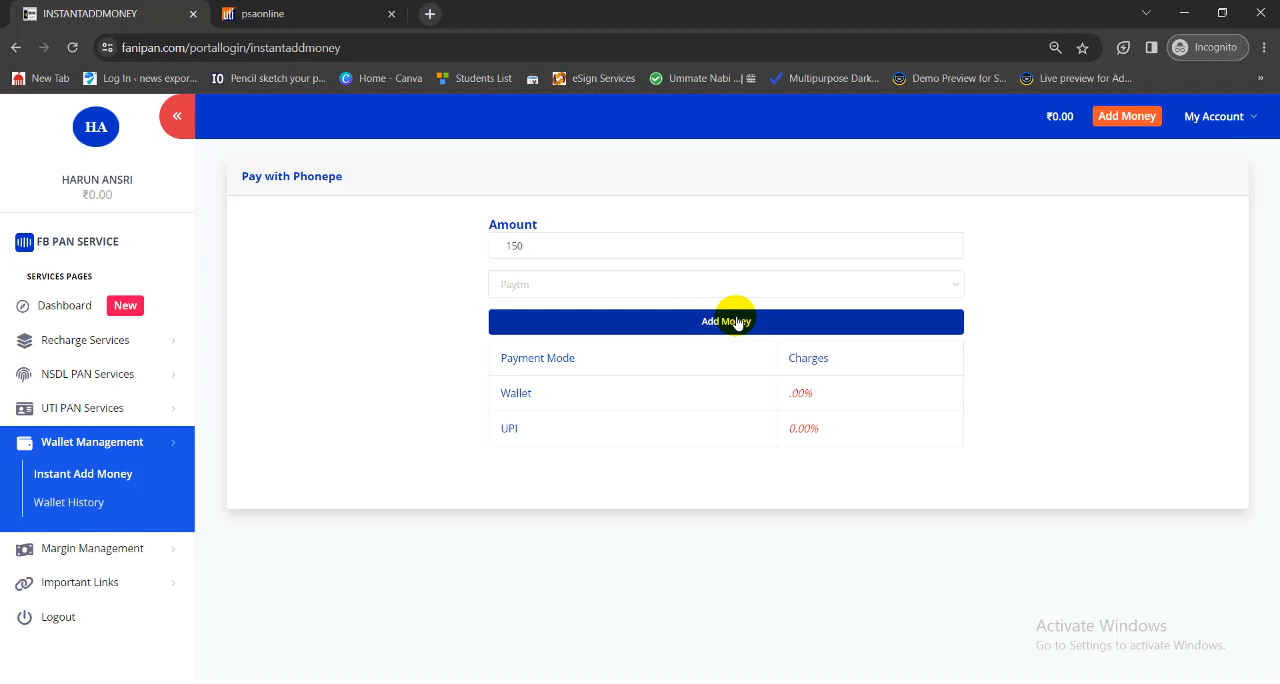 INSTANTADDMONEY
psaonline
fanipan.com/portallogin/instantaddmoney
Incognito
New Tab
Log In ‹ news expor...
Pencil sketch your p...
Home - Canva
Students List
eSign Services
Ummate Nabi ...|
Multipurpose Dark...
Demo Preview for S...
Live preview for Ad...
»
HA
«
₹0.00
Add Money
My Account
HARUN ANSRI
₹0.00
Pay with Phonepe
FB PAN SERVICE
SERVICES PAGES
Dashboard
New
Recharge Services
NSDL PAN Services
UTI PAN Services
Wallet Management
Instant Add Money
Wallet History
Margin Management
Important Links
Logout
Amount
150
Paytm
Add Money
Payment Mode
Charges
Wallet
.00%
UPI
0.00%
Activate Windows
Go to Settings to activate Windows.